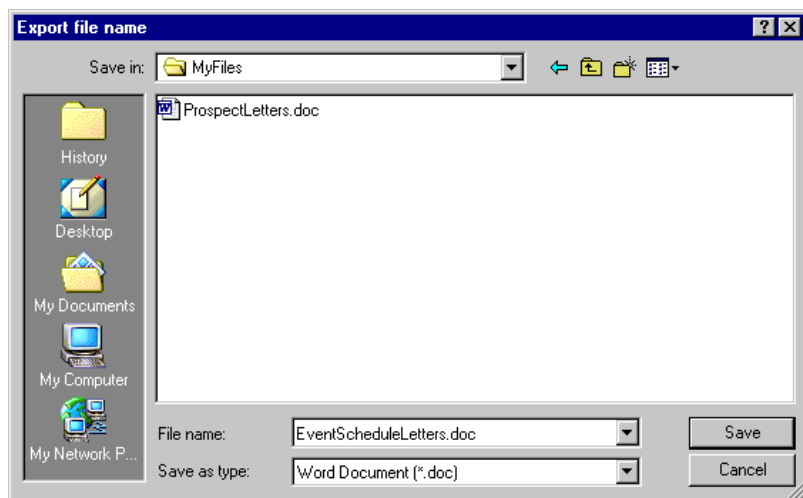 Export file name
Save in: MyFiles
ProspectLetters.doc
History
Desktop
My Documents
My Computer
My Network P...
File name: EventScheduleLetters.doc Save
Save as type: Word Document (*.doc) Cancel